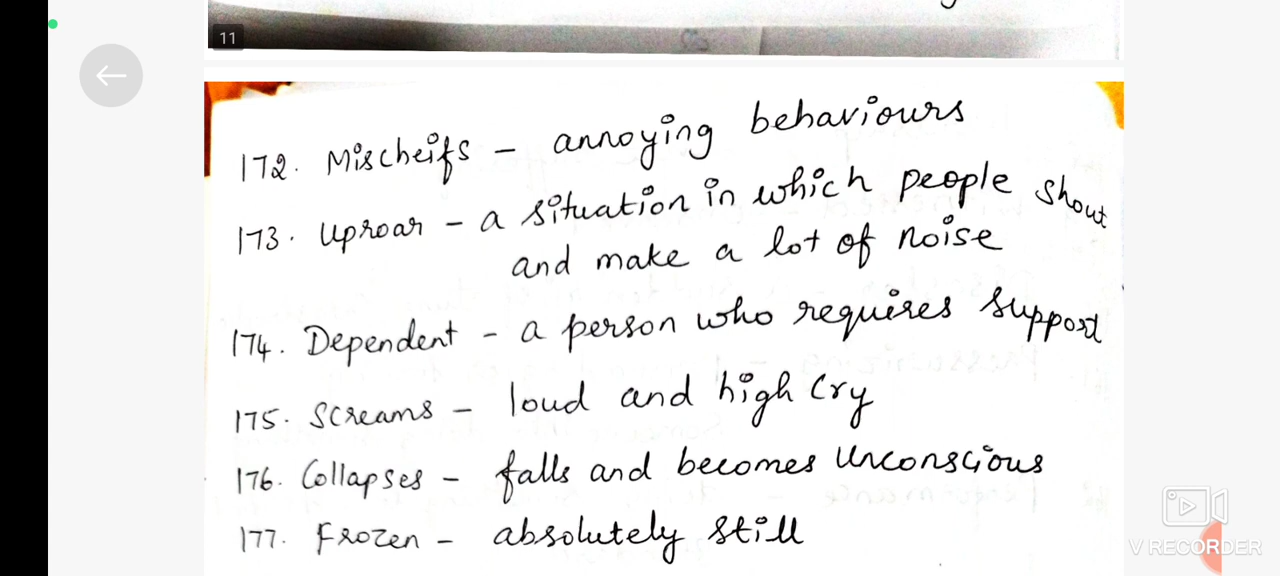 11
172. Mischeifs - annoying behaviours
173. Uproar - a situation in which people shout
and make a lot of noise
174. Dependent - a person who requires support
175. Screams - loud and high cry
176. Collapses - falls and becomes unconscious
177. Frozen - absolutely still
V RECORDER